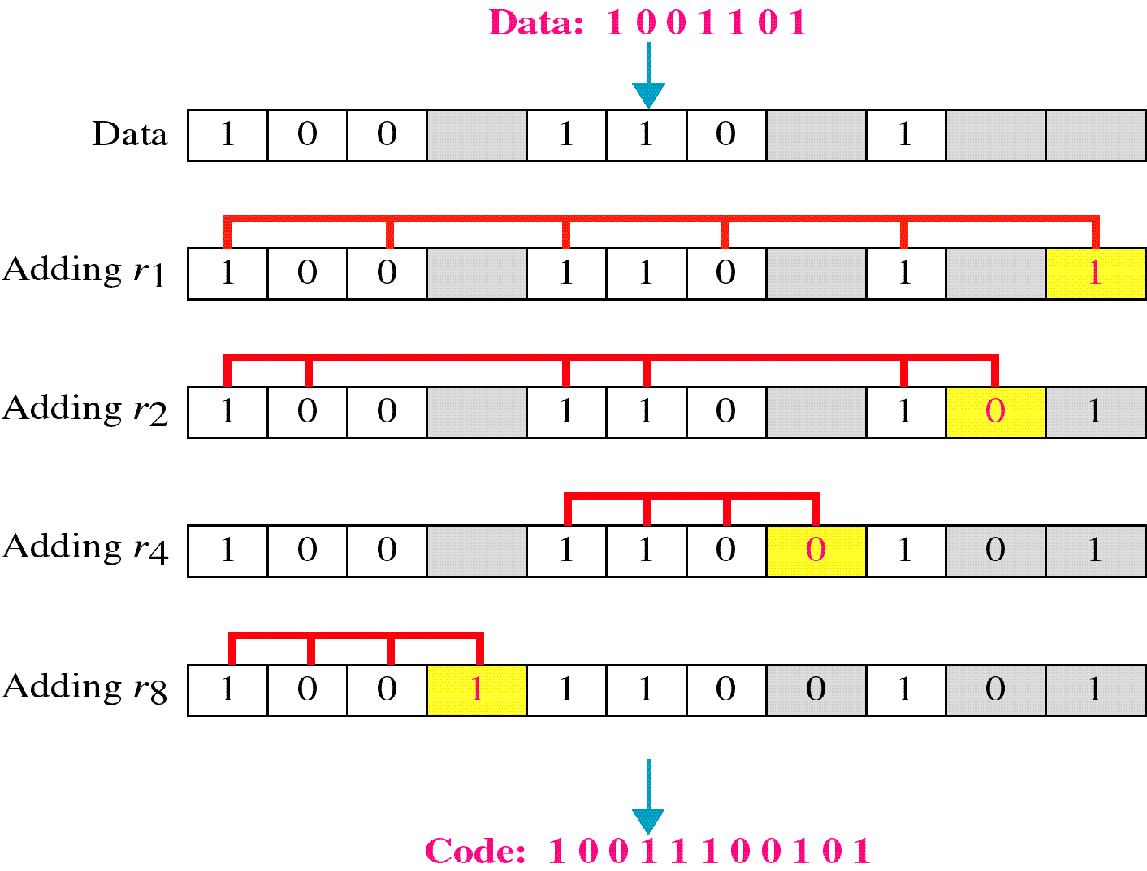 Data: 1 0 0 1 1 0 1
Data 1 0 0 1 1 0 1
Adding r1 1 0 0 1 1 0 1 1
Adding r2 1 0 0 1 1 0 1 0 1
Adding r4 1 0 0 1 1 0 0 1 0 1
Adding r8 1 0 0 1 1 1 0 0 1 0 1
Code: 1 0 0 1 1 1 0 0 1 0 1